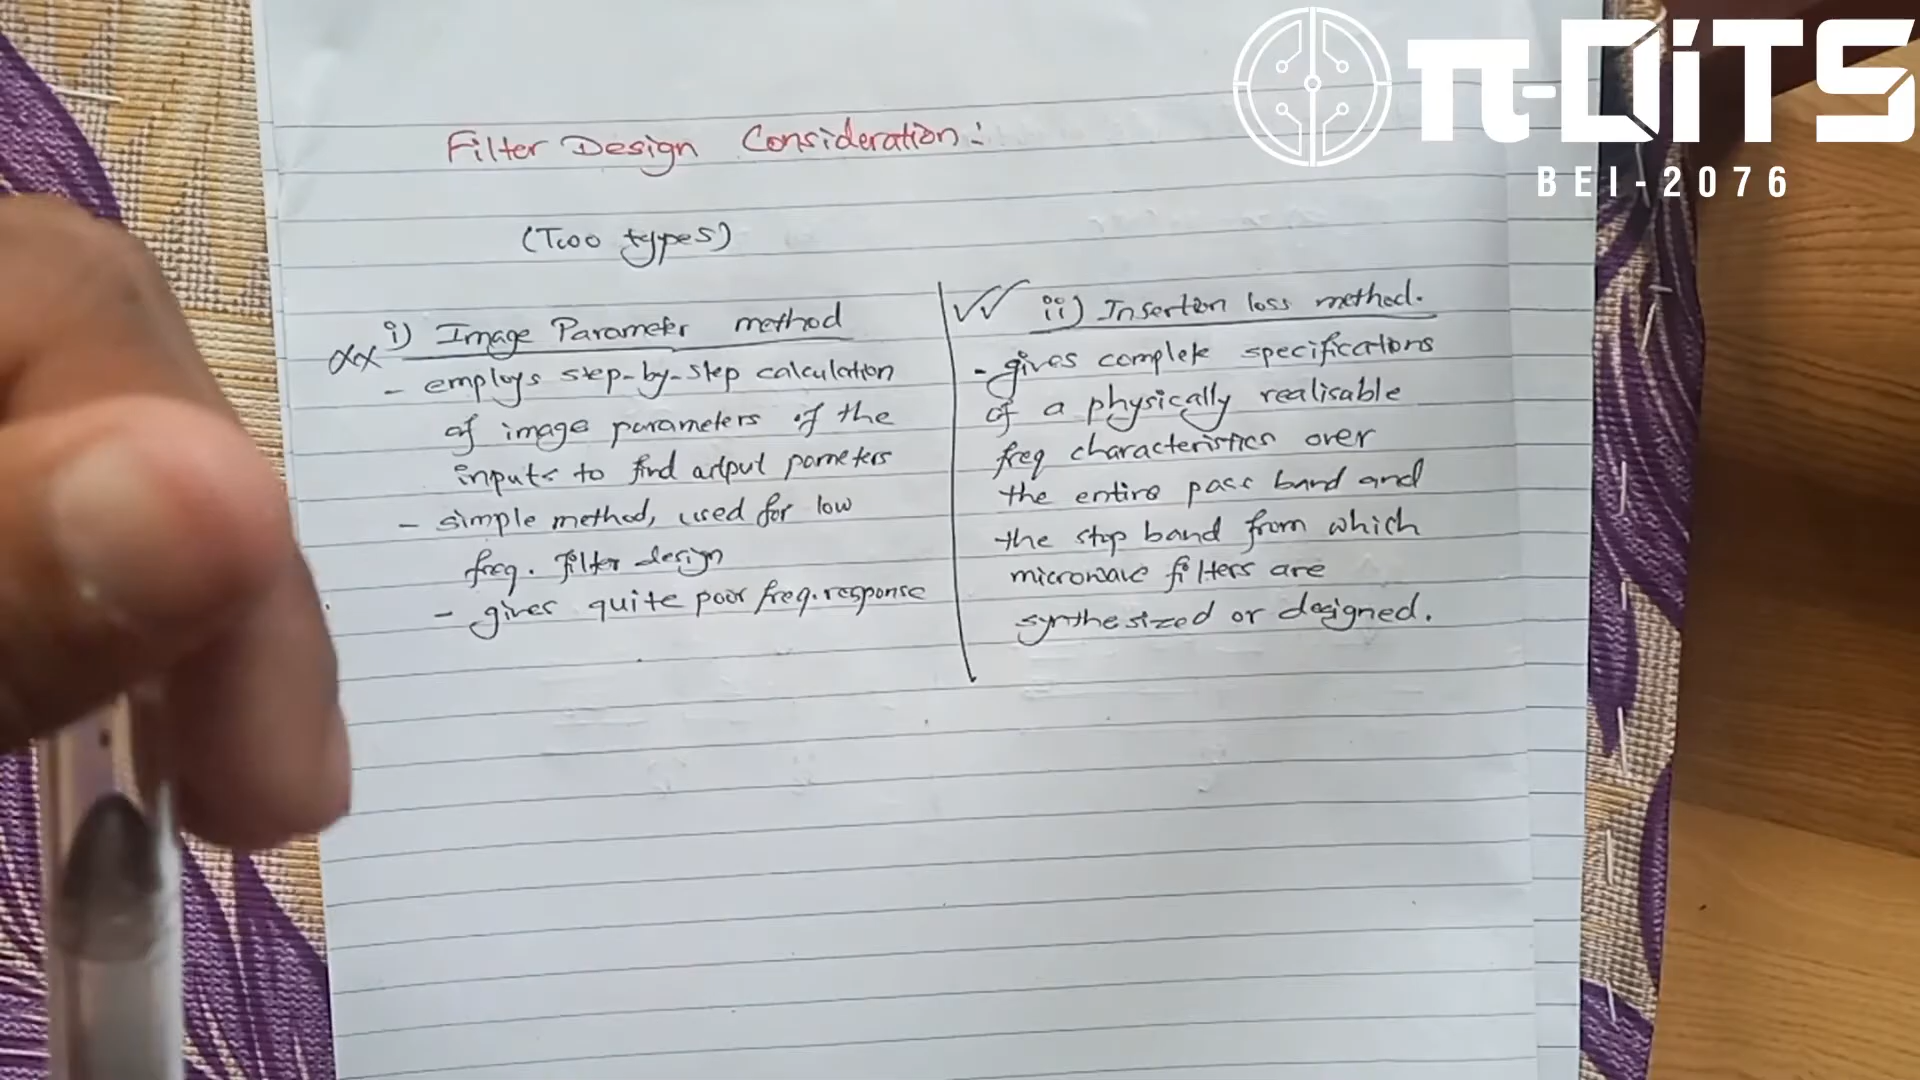 π-DiTS
BEI-2076
Filter Design Consideration:
(Two types)
xx i) Image Parameter method
- employs step-by-step calculation
of image parameters of the
inputs to find output pameters
- simple method, used for low
freq. filter design
- gives quite poor freq. response
✓✓ ii) Insertion loss method.
- gives complete specifications
of a physically realisable
freq characteristics over
the entire pass band and
the stop band from which
microwave filters are
synthesized or designed.